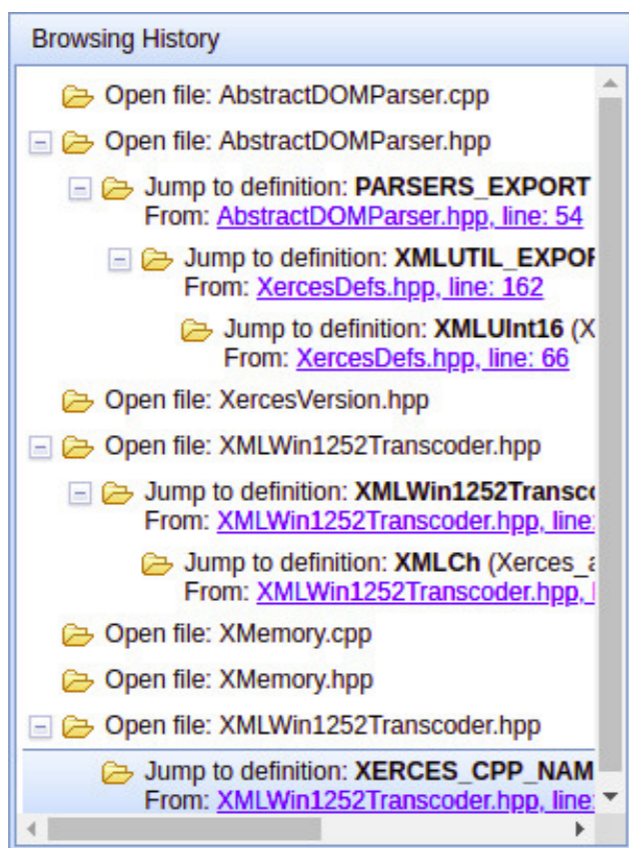 Browsing History
Open file: AbstractDOMParser.cpp
Open file: AbstractDOMParser.hpp
Jump to definition: PARSERS_EXPORT
From: AbstractDOMParser.hpp, line: 54
Jump to definition: XMLUTIL_EXPOR
From: XercesDefs.hpp, line: 162
Jump to definition: XMLUInt16 (X
From: XercesDefs.hpp, line: 66
Open file: XercesVersion.hpp
Open file: XMLWin1252Transcoder.hpp
Jump to definition: XMLWin1252Transco
From: XMLWin1252Transcoder.hpp, line:
Jump to definition: XMLCh (Xerces_a
From: XMLWin1252Transcoder.hpp,
Open file: XMemory.cpp
Open file: XMemory.hpp
Open file: XMLWin1252Transcoder.hpp
Jump to definition: XERCES_CPP_NAM
From: XMLWin1252Transcoder.hpp, line: